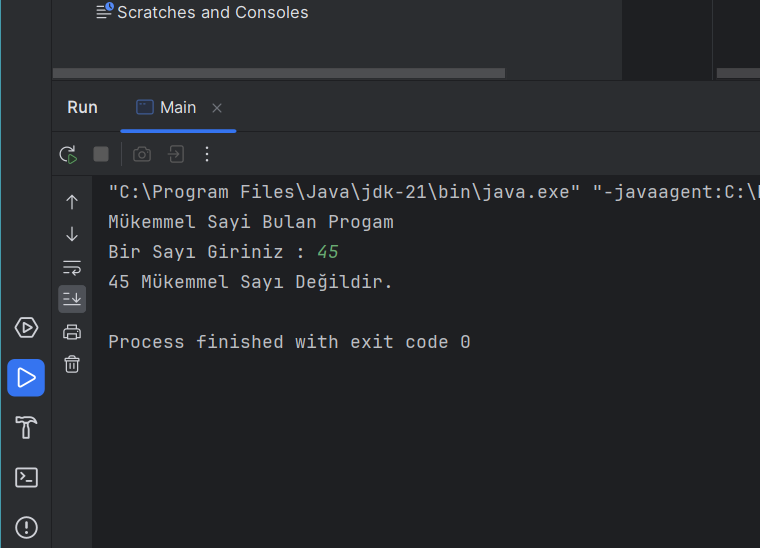 Scratches and Consoles
Run Main
"C:\Program Files\Java\jdk-21\bin\java.exe" "-javaagent:C:\
Mükemmel Sayi Bulan Progam
Bir Sayı Giriniz : 45
45 Mükemmel Sayı Değildir.
Process finished with exit code 0